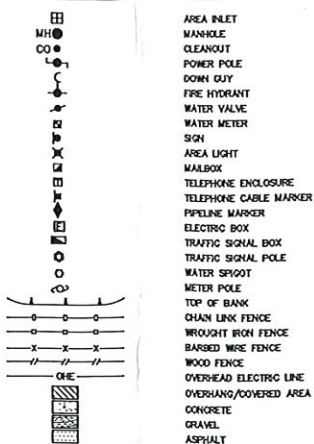 AREA INLET
MH MANHOLE
CO CLEANOUT
POWER POLE
DOWN GUY
FIRE HYDRANT
WATER VALVE
WATER METER
SIGN
AREA LIGHT
MAILBOX
TELEPHONE ENCLOSURE
TELEPHONE CABLE MARKER
PIPELINE MARKER
E ELECTRIC BOX
TRAFFIC SIGNAL BOX
TRAFFIC SIGNAL POLE
WATER SPIGOT
METER POLE
TOP OF BANK
CHAIN LINK FENCE
WROUGHT IRON FENCE
BARBED WIRE FENCE
WOOD FENCE
OHE OVERHEAD ELECTRIC LINE
OVERHANG/COVERED AREA
CONCRETE
GRAVEL
ASPHALT